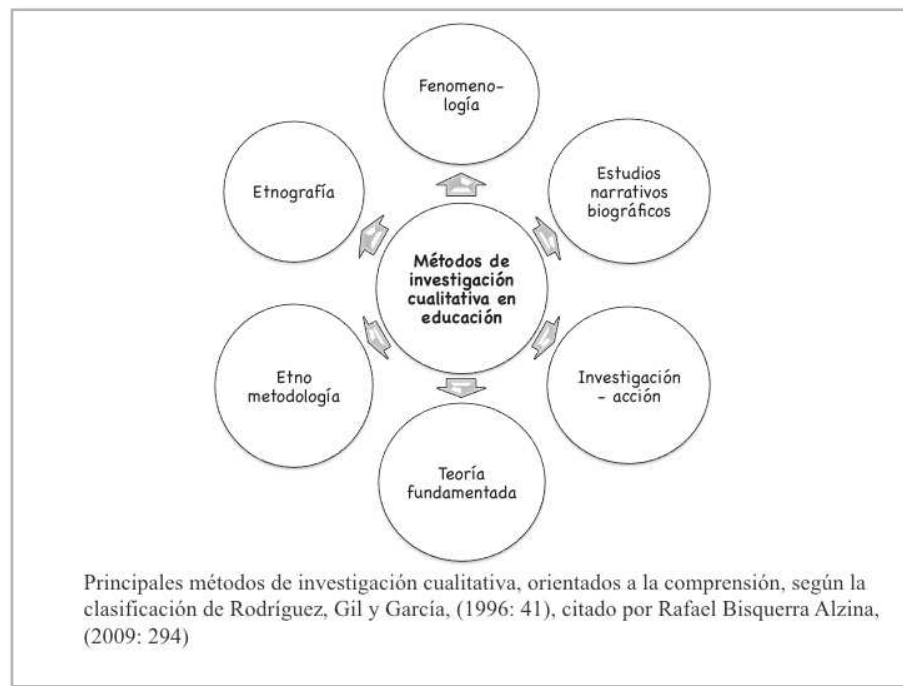 Fenomeno-
logía
Etnografía
Estudios
narrativos
biográficos
Métodos de
investigación
cualitativa en
educación
Etno
metodología
Investigación
- acción
Teoría
fundamentada
Principales métodos de investigación cualitativa, orientados a la comprensión, según la
clasificación de Rodríguez, Gil y García, (1996: 41), citado por Rafael Bisquerra Alzina,
(2009: 294)